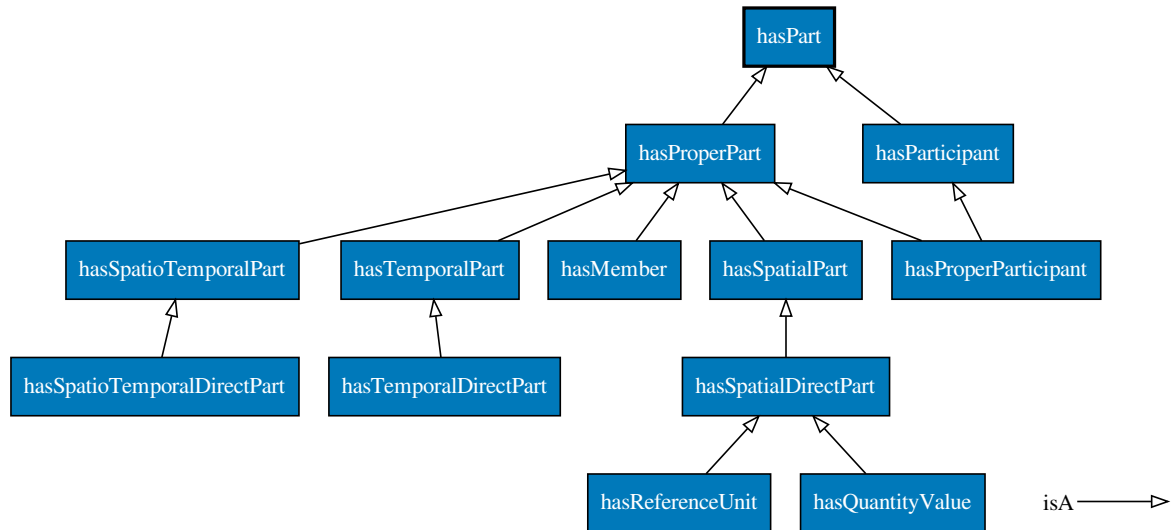 hasPart
hasProperPart
hasParticipant
hasSpatioTemporalPart
hasTemporalPart
hasMember
hasSpatialPart
hasProperParticipant
hasSpatioTemporalDirectPart
hasTemporalDirectPart
hasSpatialDirectPart
hasReferenceUnit
hasQuantityValue
isA